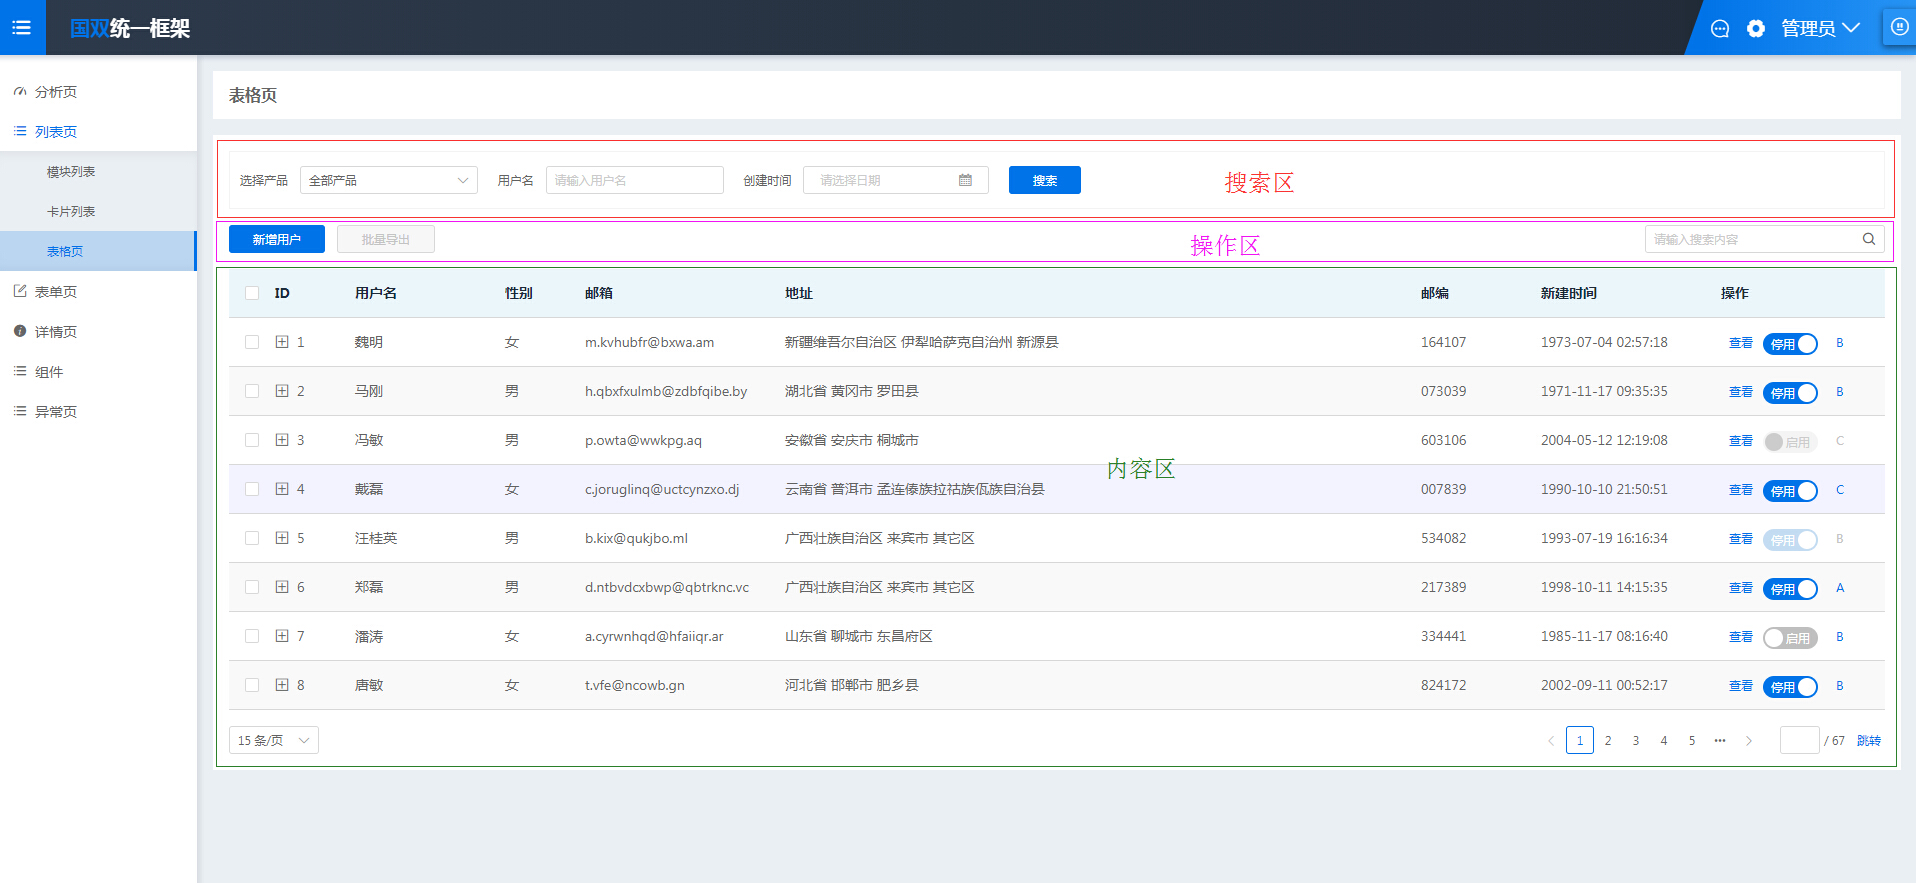 国双统一框架
管理员
分析页
列表页
模块列表
卡片列表
表格页
表单页
详情页
组件
异常页
表格页
选择产品 全部产品 用户名 请输入用户名 创建时间 请选择日期 搜索 搜索区
新增用户 批量导出 操作区 请输入搜索内容
ID 用户名 性别 邮箱 地址 邮编 新建时间 操作
1 魏明 女 m.kvhubfr@bxwa.am 新疆维吾尔自治区 伊犁哈萨克自治州 新源县 164107 1973-07-04 02:57:18 查看 停用 B
2 马刚 男 h.qbxfxulmb@zdbfqibe.by 湖北省 黄冈市 罗田县 073039 1971-11-17 09:35:35 查看 停用 B
3 冯敏 男 p.owta@wwkpg.aq 安徽省 安庆市 桐城市 603106 2004-05-12 12:19:08 查看 启用 C
内容区
4 戴磊 女 c.joruglinq@uctcynzxo.dj 云南省 普洱市 孟连傣族拉祜族佤族自治县 007839 1990-10-10 21:50:51 查看 停用 C
5 汪桂英 男 b.kix@qukjbo.ml 广西壮族自治区 来宾市 其它区 534082 1993-07-19 16:16:34 查看 停用 B
6 郑磊 男 d.ntbvdcxbwp@qbtrknc.vc 广西壮族自治区 来宾市 其它区 217389 1998-10-11 14:15:35 查看 停用 A
7 潘涛 女 a.cyrwnhqd@hfaiiqr.ar 山东省 聊城市 东昌府区 334441 1985-11-17 08:16:40 查看 启用 B
8 唐敏 女 t.vfe@ncowb.gn 河北省 邯郸市 肥乡县 824172 2002-09-11 00:52:17 查看 停用 B
15 条/页 1 2 3 4 5 ••• / 67 跳转